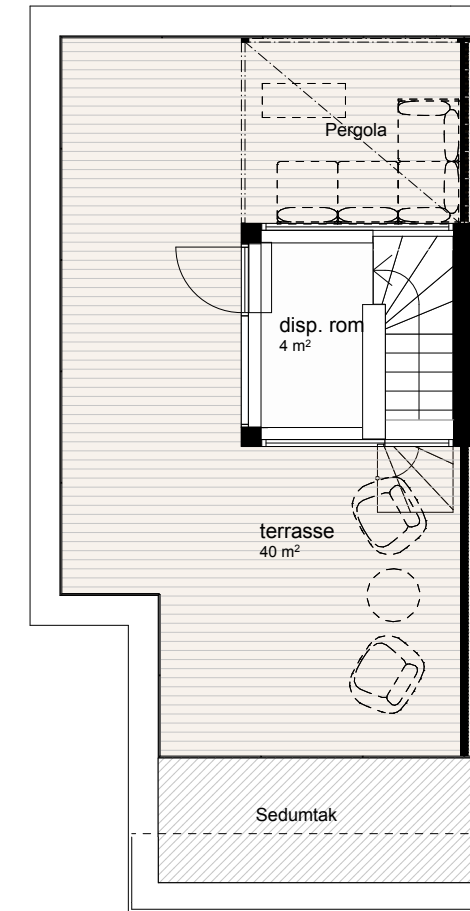 Pergola
disp. rom
4 m²
terrasse
40 m²
Sedumtak